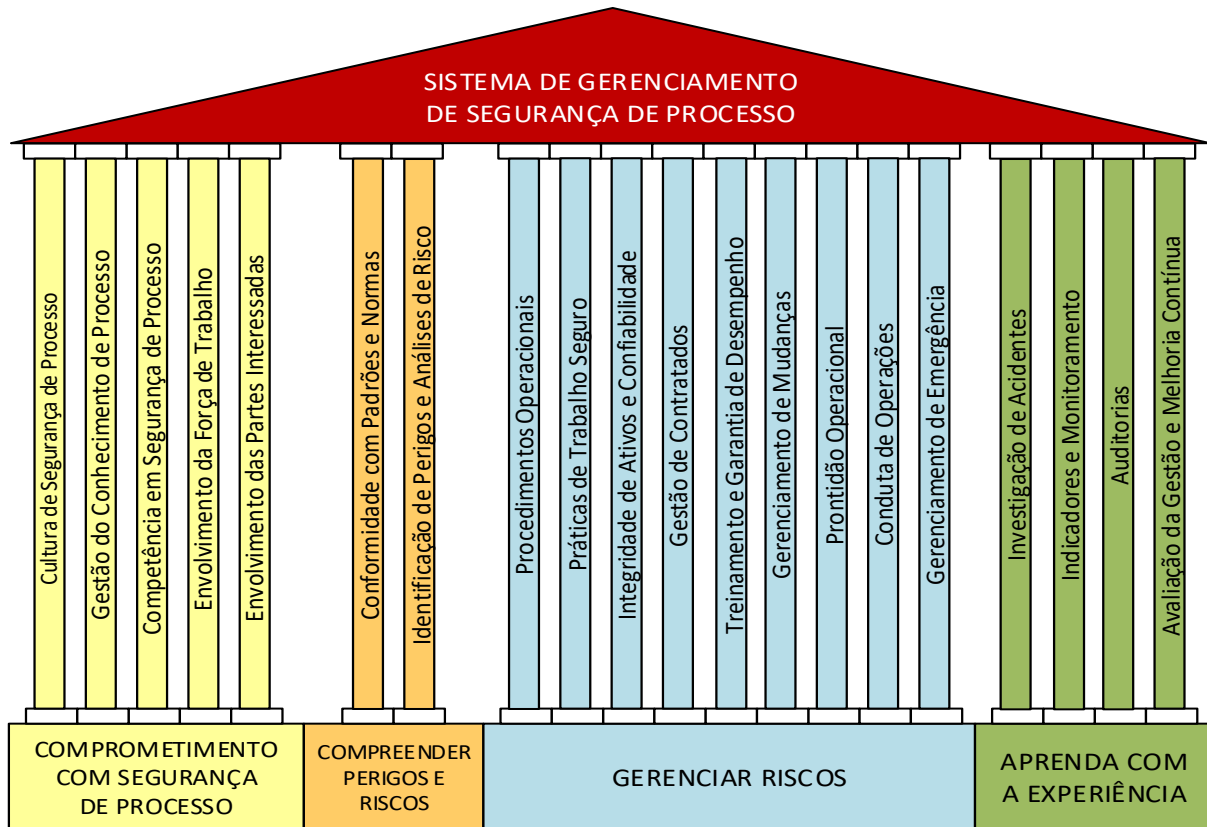 SISTEMA DE GERENCIAMENTO
DE SEGURANÇA DE PROCESSO
Cultura de Segurança de Processo
Gestão do Conhecimento de Processo
Competência em Segurança de Processo
Envolvimento da Força de Trabalho
Envolvimento das Partes Interessadas
Conformidade com Padrões e Normas
Identificação de Perigos e Análises de Risco
Procedimentos Operacionais
Práticas de Trabalho Seguro
Integridade de Ativos e Confiabilidade
Gestão de Contratados
Treinamento e Garantia de Desempenho
Gerenciamento de Mudanças
Prontidão Operacional
Conduta de Operações
Gerenciamento de Emergência
Investigação de Acidentes
Indicadores e Monitoramento
Auditorias
Avaliação da Gestão e Melhoria Contínua
COMPROMETIMENTO
COM SEGURANÇA
DE PROCESSO
COMPREENDER
PERIGOS E
RISCOS
GERENCIAR RISCOS
APRENDA COM
A EXPERIÊNCIA